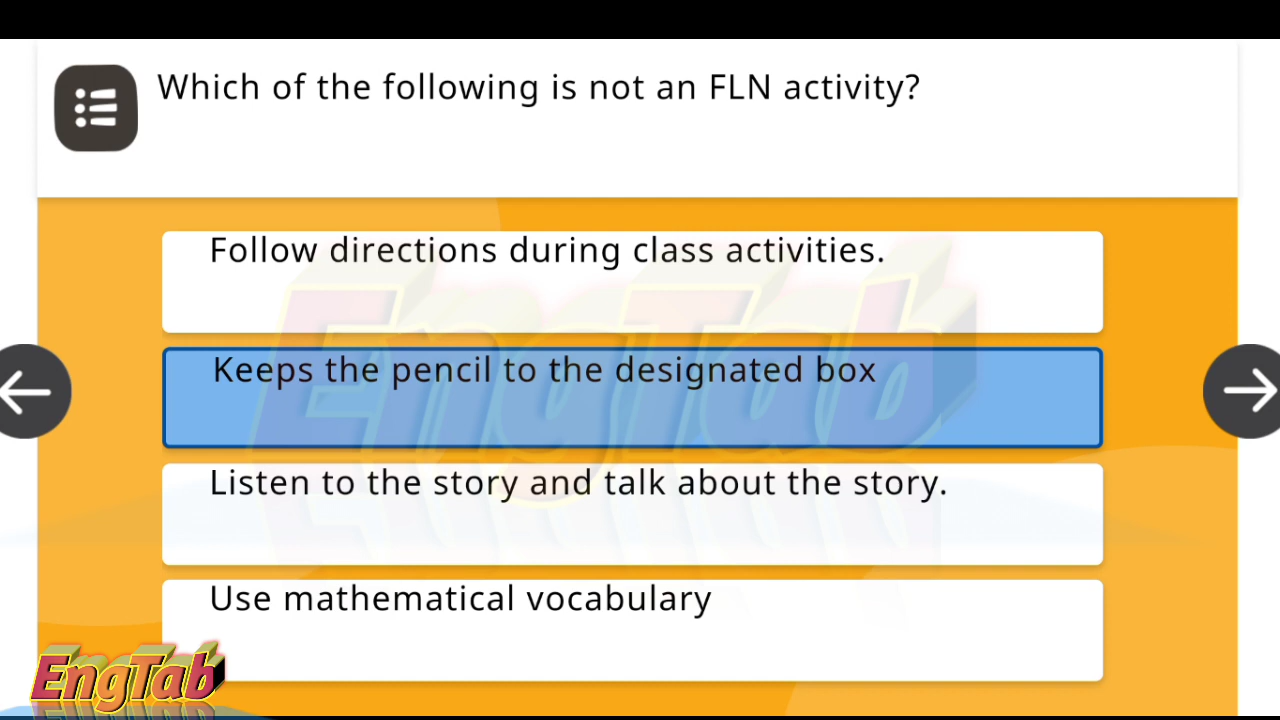 Which of the following is not an FLN activity?
Follow directions during class activities.
Keeps the pencil to the designated box
Listen to the story and talk about the story.
Use mathematical vocabulary
EngTab
EngTab